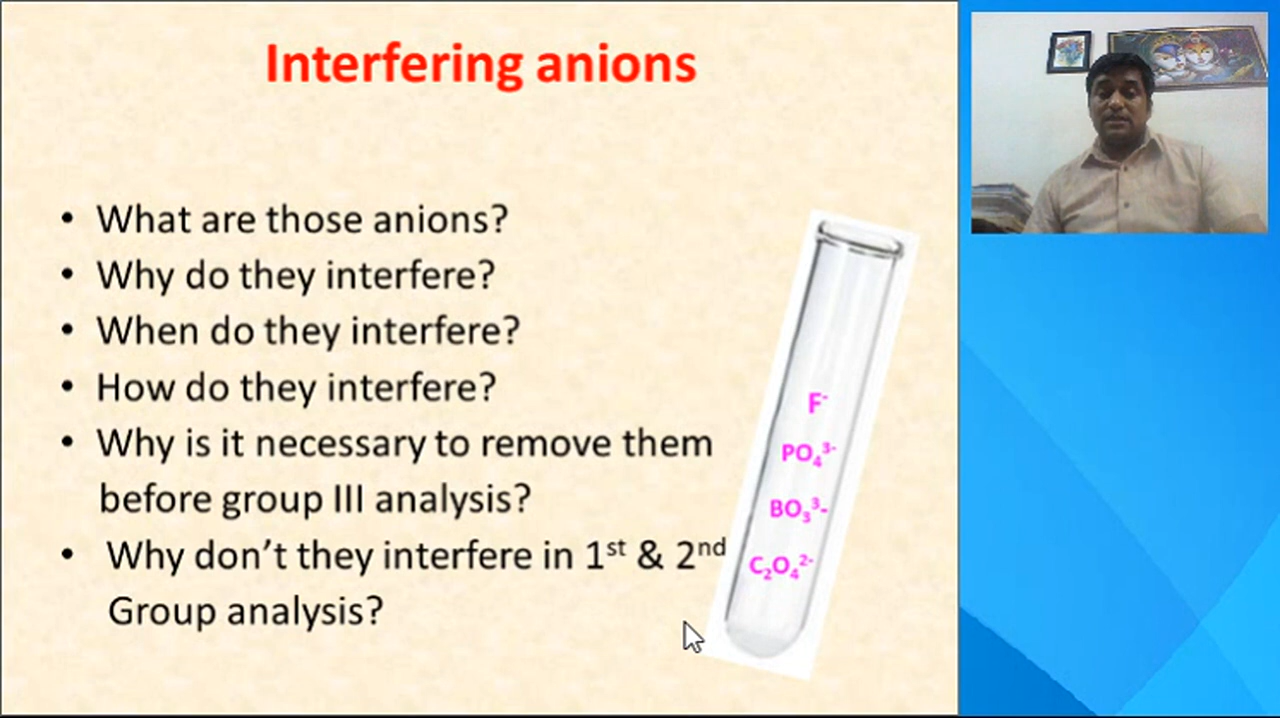 Interfering anions
• What are those anions?
• Why do they interfere?
• When do they interfere?
• How do they interfere?
• Why is it necessary to remove them
before group III analysis?
• Why don’t they interfere in 1st & 2nd
Group analysis?
F-
PO₄³⁻
BO₃³⁻
C₂O₄²⁻